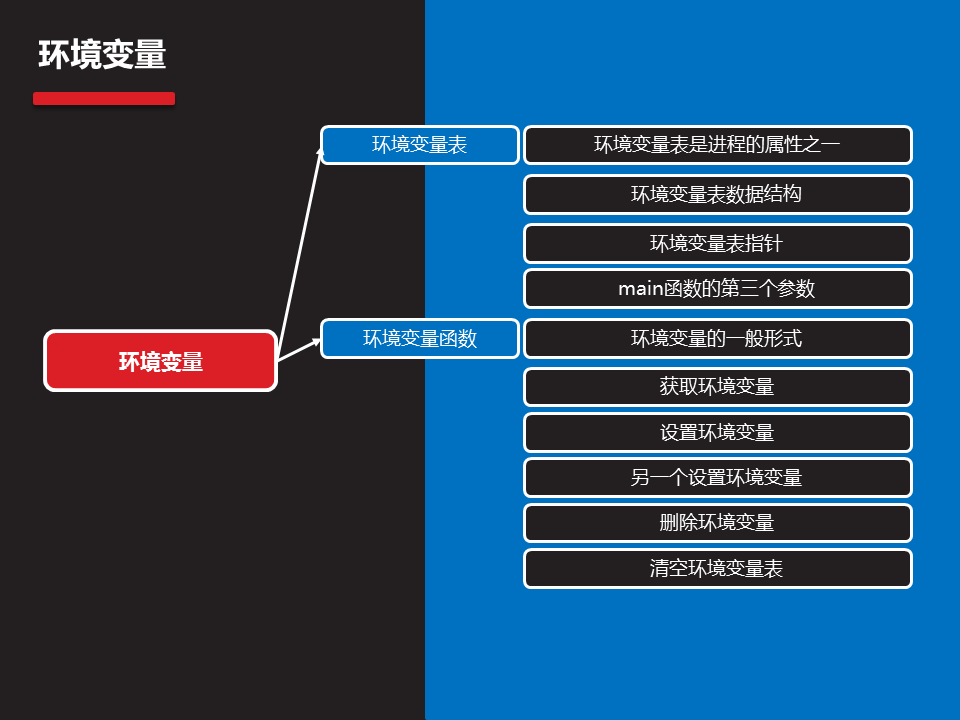 环境变量
环境变量表
环境变量表是进程的属性之一
环境变量表数据结构
环境变量表指针
main函数的第三个参数
环境变量
环境变量函数
环境变量的一般形式
获取环境变量
设置环境变量
另一个设置环境变量
删除环境变量
清空环境变量表